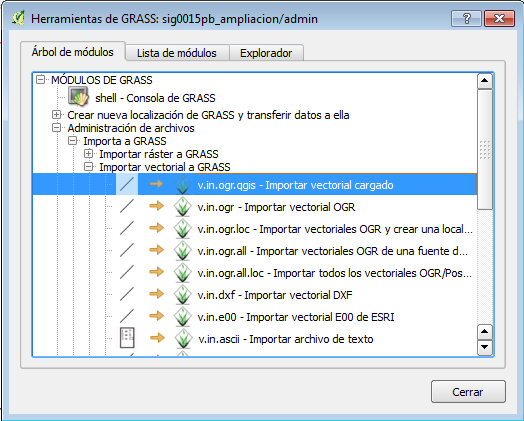 Herramientas de GRASS: sig0015pb_ampliacion/admin
Árbol de módulos
Lista de módulos
Explorador
MÓDULOS DE GRASS
shell - Consola de GRASS
Crear nueva localización de GRASS y transferir datos a ella
Administración de archivos
Importa a GRASS
Importar ráster a GRASS
Importar vectorial a GRASS
v.in.ogr.qgis - Importar vectorial cargado
v.in.ogr - Importar vectorial OGR
v.in.ogr.loc - Importar vectoriales OGR y crear una local...
v.in.ogr.all - Importar vectoriales OGR de una fuente d...
v.in.ogr.all.loc - Importar todos los vectoriales OGR/Pos...
v.in.dxf - Importar vectorial DXF
v.in.e00 - Importar vectorial E00 de ESRI
v.in.ascii - Importar archivo de texto
Cerrar